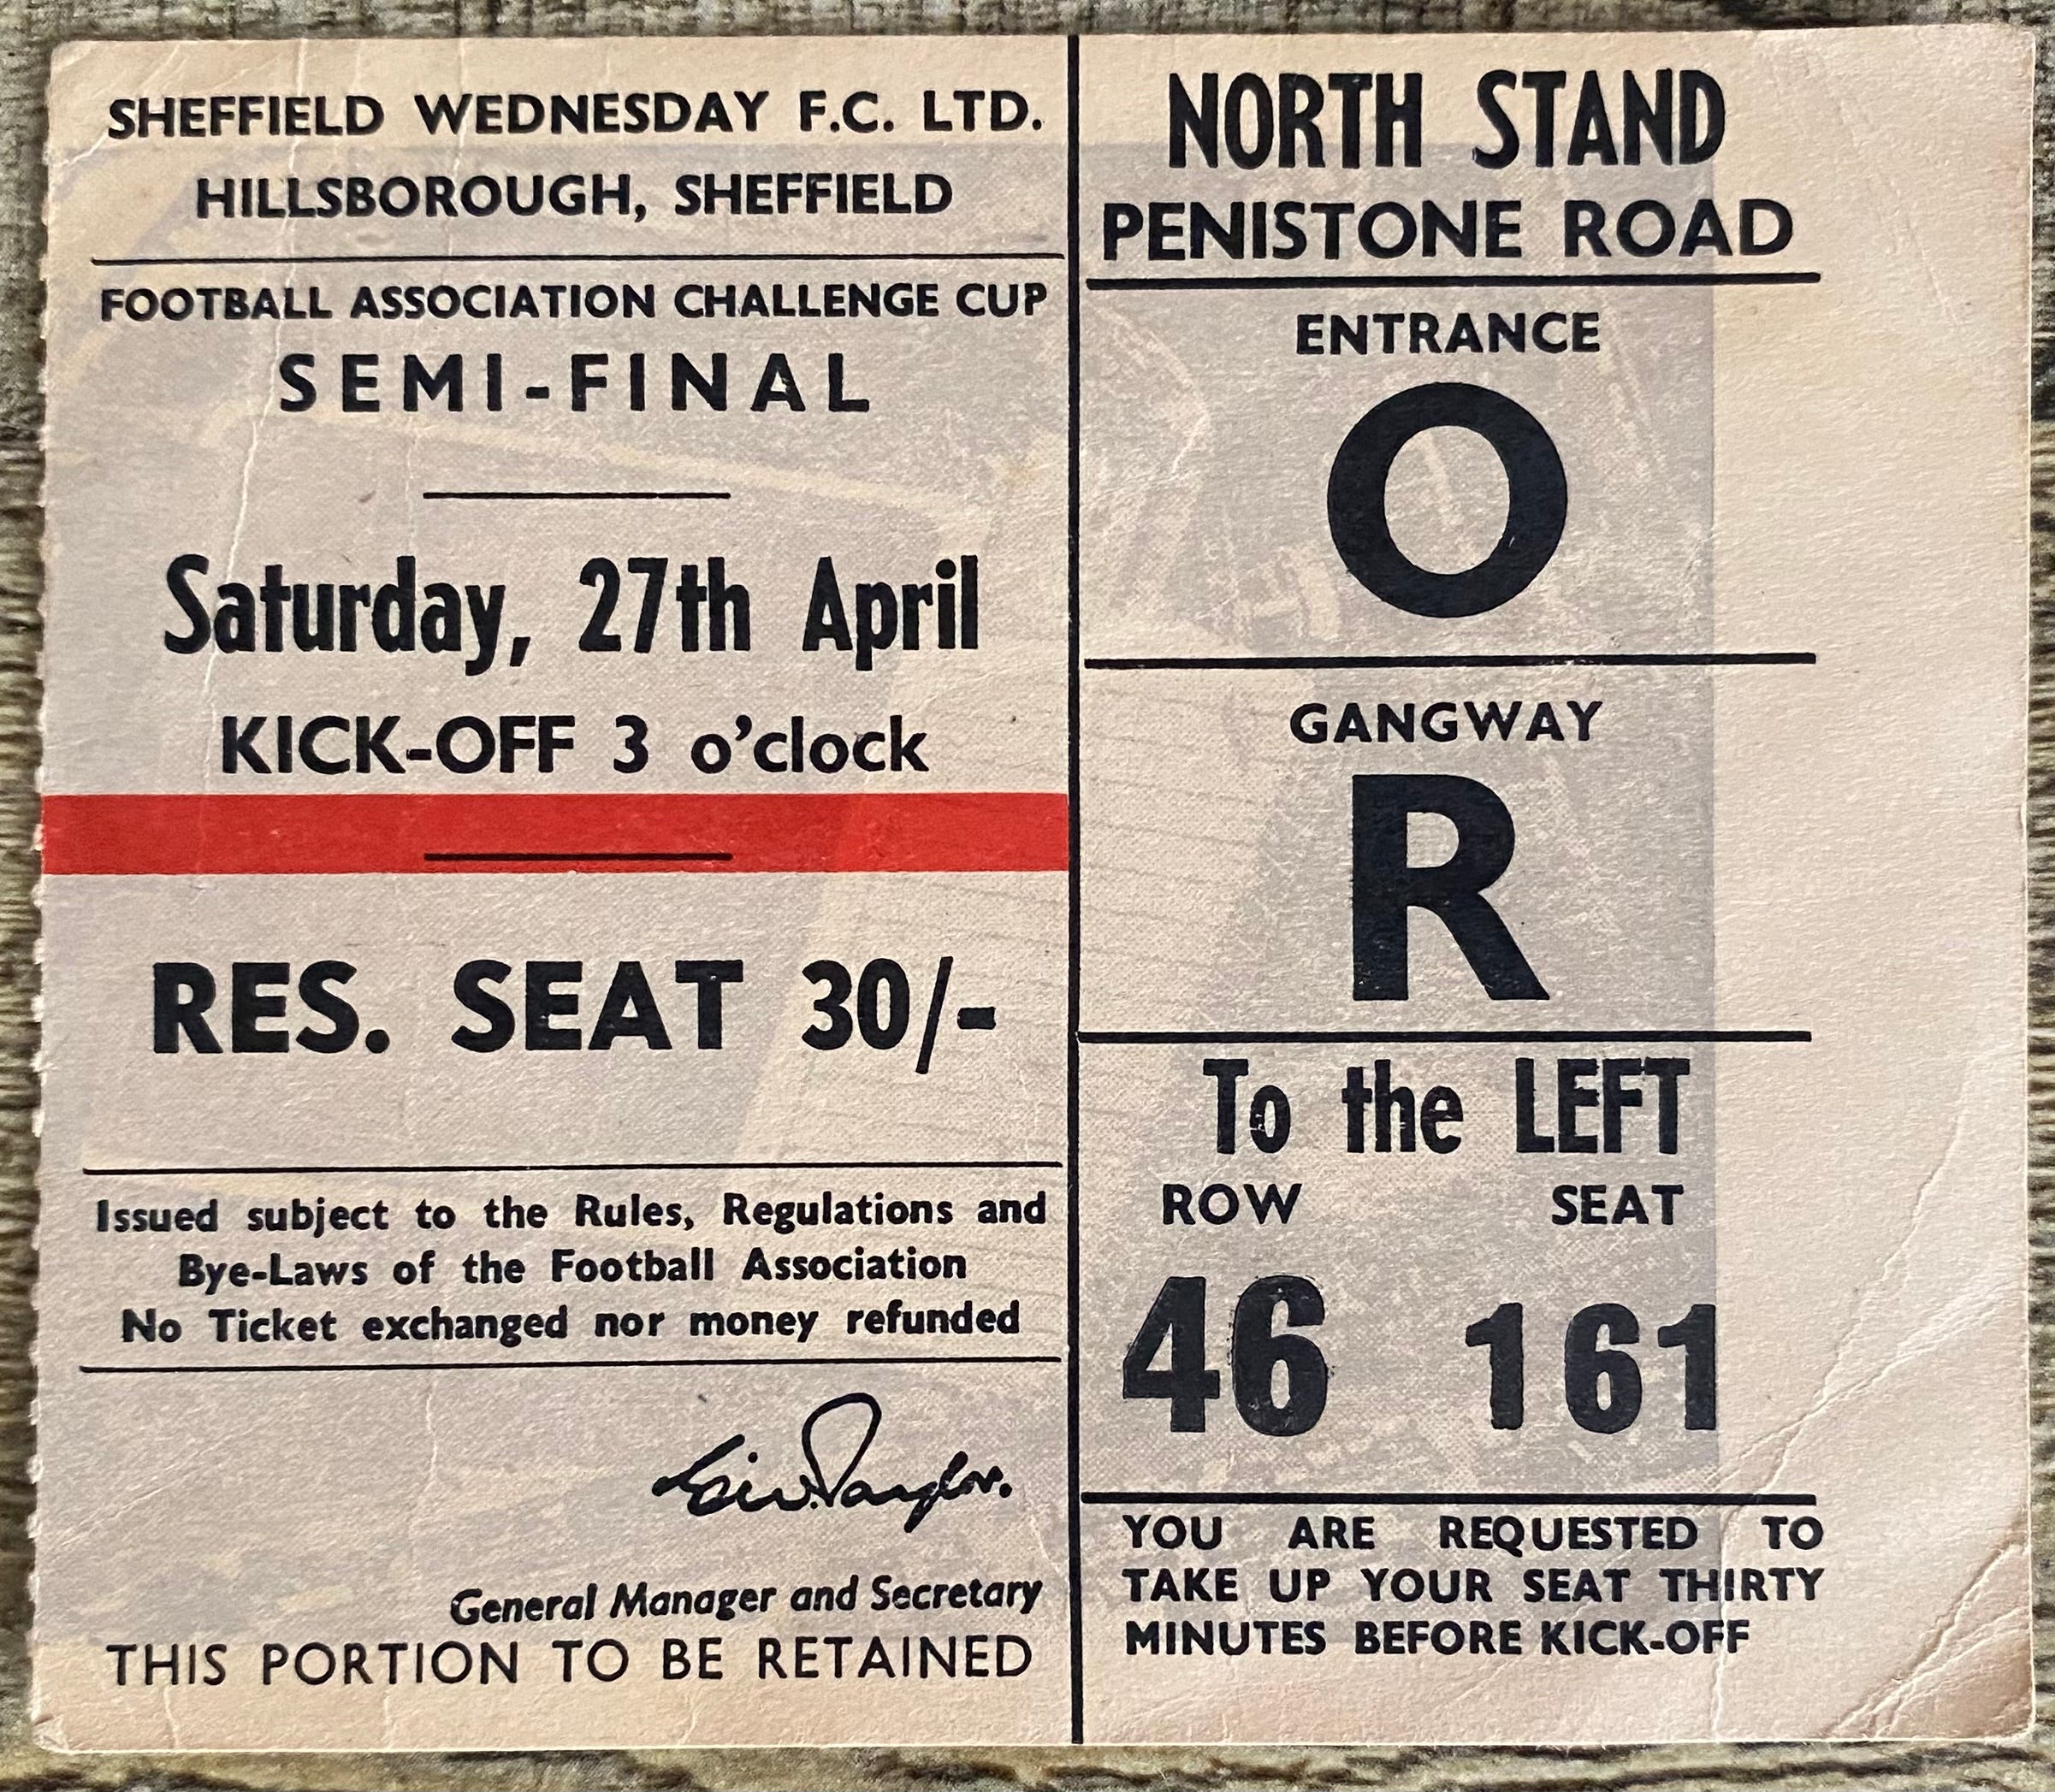 SHEFFIELD WEDNESDAY F.C. LTD.
HILLSBOROUGH, SHEFFIELD
FOOTBALL ASSOCIATION CHALLENGE CUP
SEMI-FINAL
Saturday, 27th April
KICK-OFF 3 o'clock
RES. SEAT 30/-
Issued subject to the Rules, Regulations and
Bye-Laws of the Football Association
No Ticket exchanged nor money refunded
Eric Taylor.
General Manager and Secretary
THIS PORTION TO BE RETAINED
NORTH STAND
PENISTONE ROAD
ENTRANCE
O
GANGWAY
R
To the LEFT
ROW SEAT
46 161
YOU ARE REQUESTED TO
TAKE UP YOUR SEAT THIRTY
MINUTES BEFORE KICK-OFF